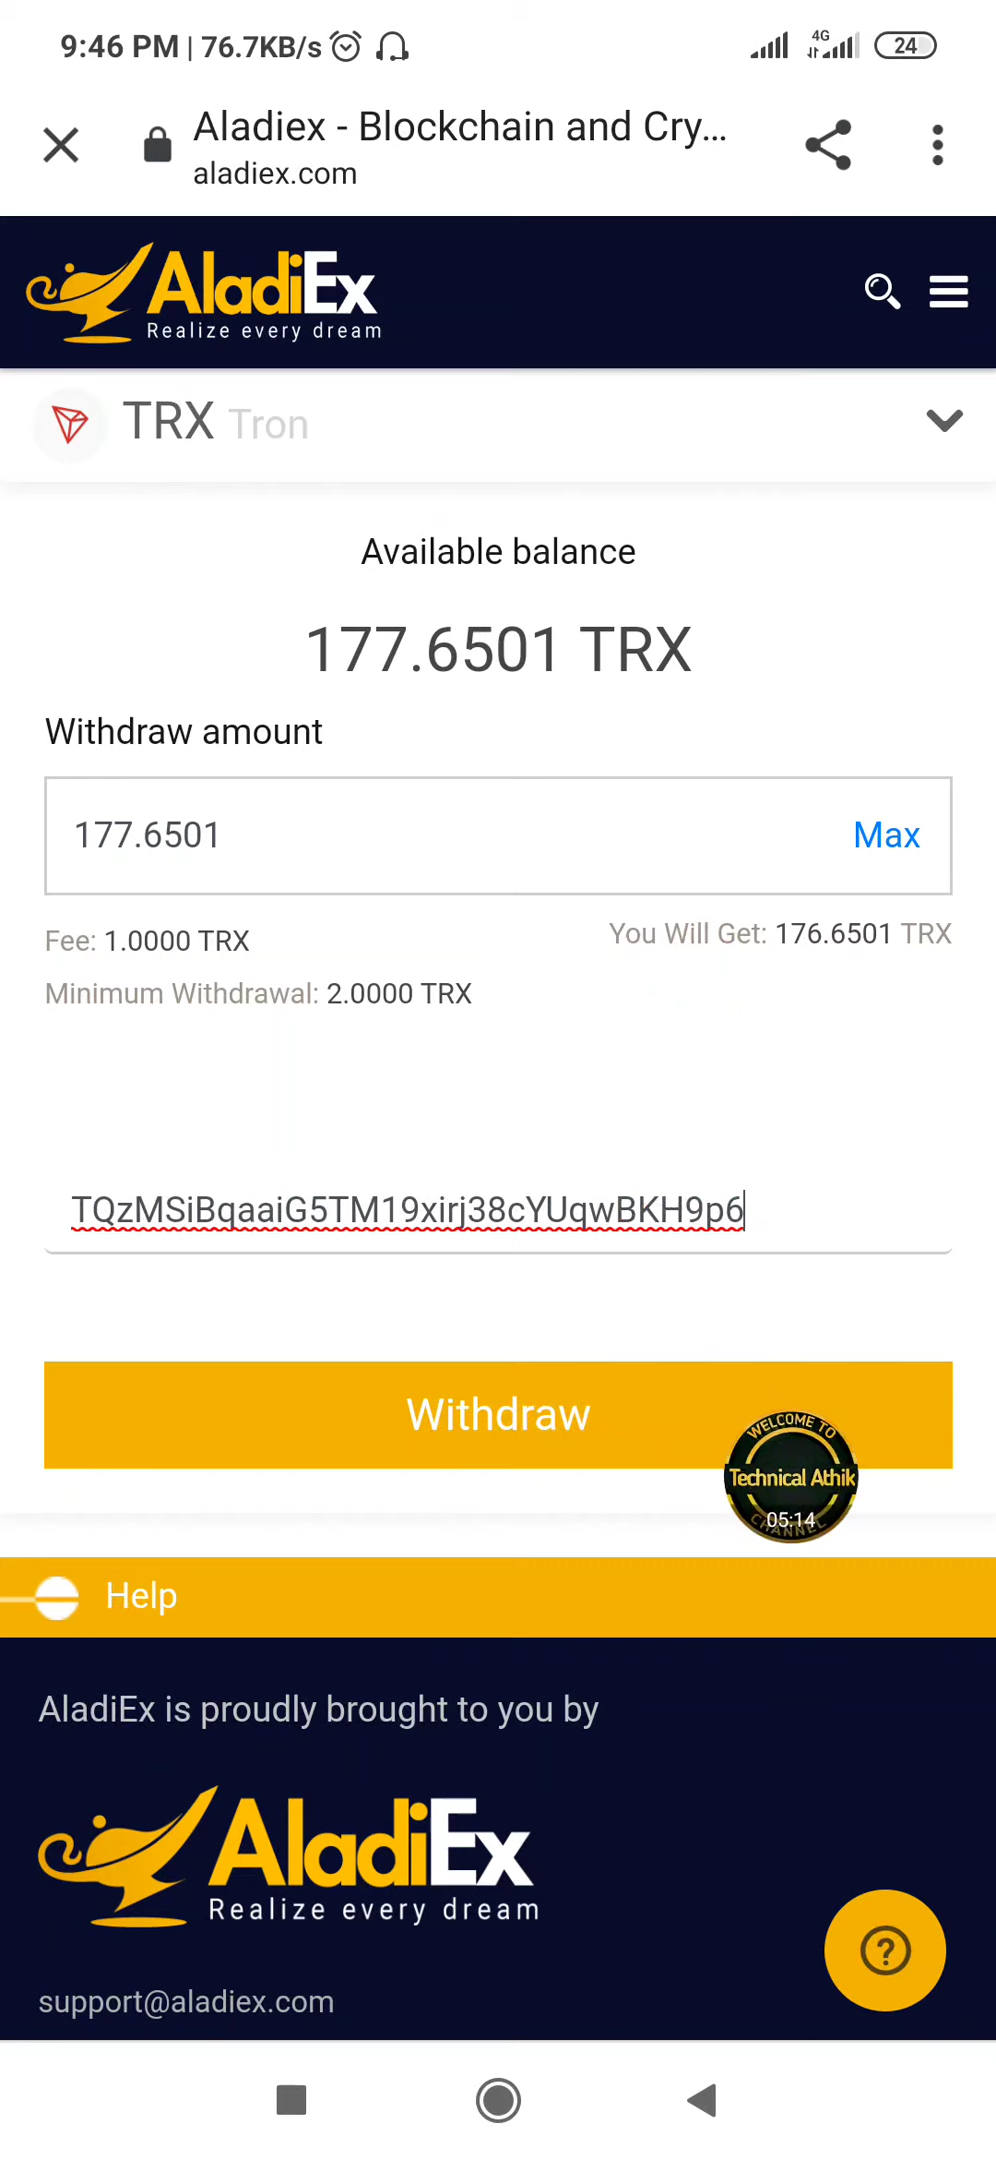 9:46 PM | 76.7KB/s
4G
24
Aladiex - Blockchain and Cry...
aladiex.com
AladiEx
Realize every dream
TRX Tron
Available balance
177.6501 TRX
Withdraw amount
177.6501 Max
Fee: 1.0000 TRX
You Will Get: 176.6501 TRX
Minimum Withdrawal: 2.0000 TRX
TQzMSiBqaaiG5TM19xirj38cYUqwBKH9p6
Withdraw
WELCOME TO
Technical Athik
05:14
CHANNEL
Help
AladiEx is proudly brought to you by
AladiEx
Realize every dream
?
support@aladiex.com